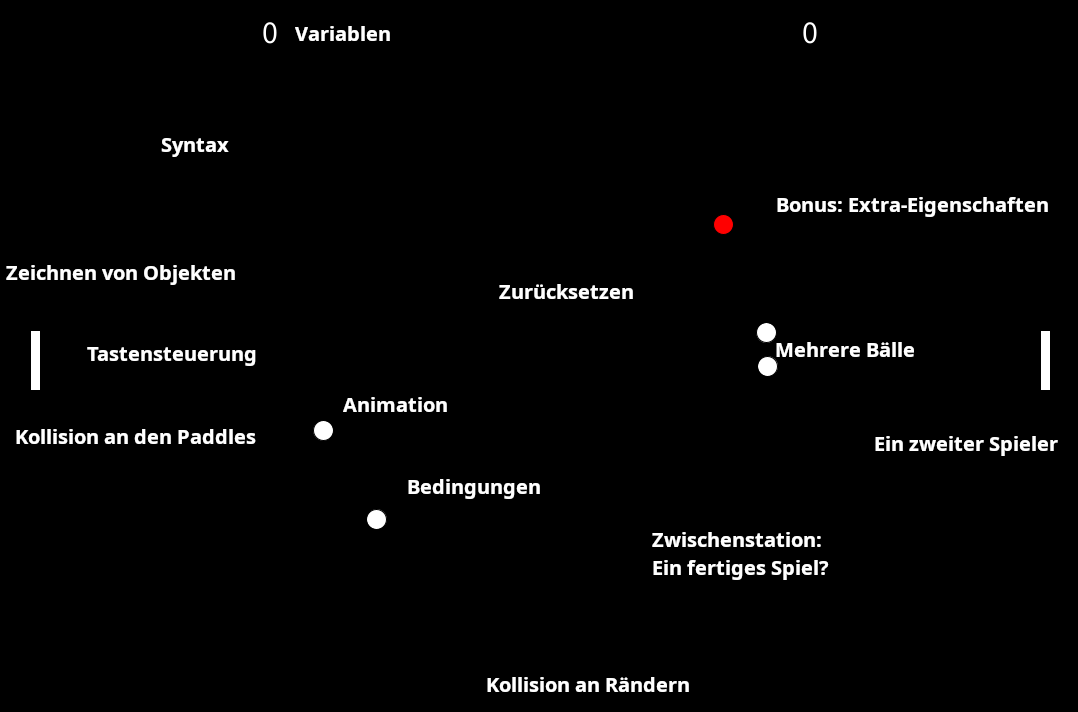 0 Variablen 0
Syntax
Bonus: Extra-Eigenschaften
Zeichnen von Objekten
Zurücksetzen
Tastensteuerung
Mehrere Bälle
Animation
Kollision an den Paddles
Ein zweiter Spieler
Bedingungen
Zwischenstation:
Ein fertiges Spiel?
Kollision an Rändern